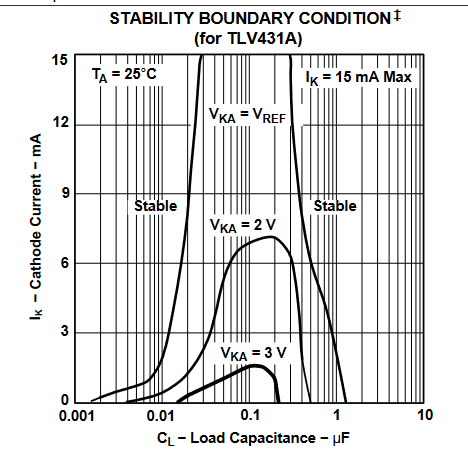 STABILITY BOUNDARY CONDITION‡
(for TLV431A)
15
TA = 25°C
IK = 15 mA Max
VKA = VREF
12
9
Stable
Stable
VKA = 2 V
6
3
VKA = 3 V
0
IK – Cathode Current – mA
0.001
0.01
0.1
1
10
CL – Load Capacitance – μF